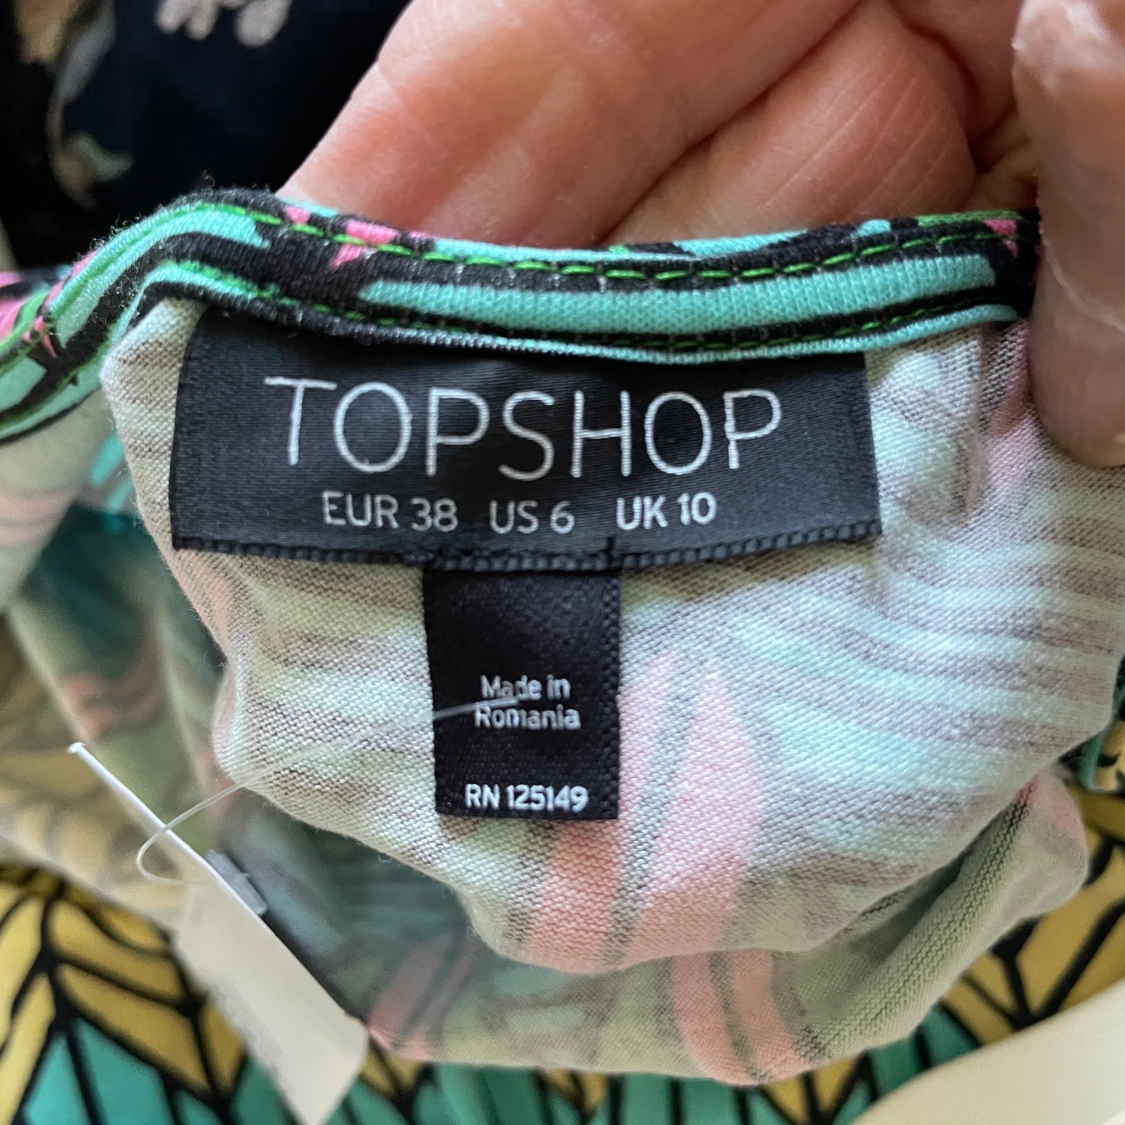 TOPSHOP
EUR 38 US 6 UK 10
Made in
Romania
RN 125149